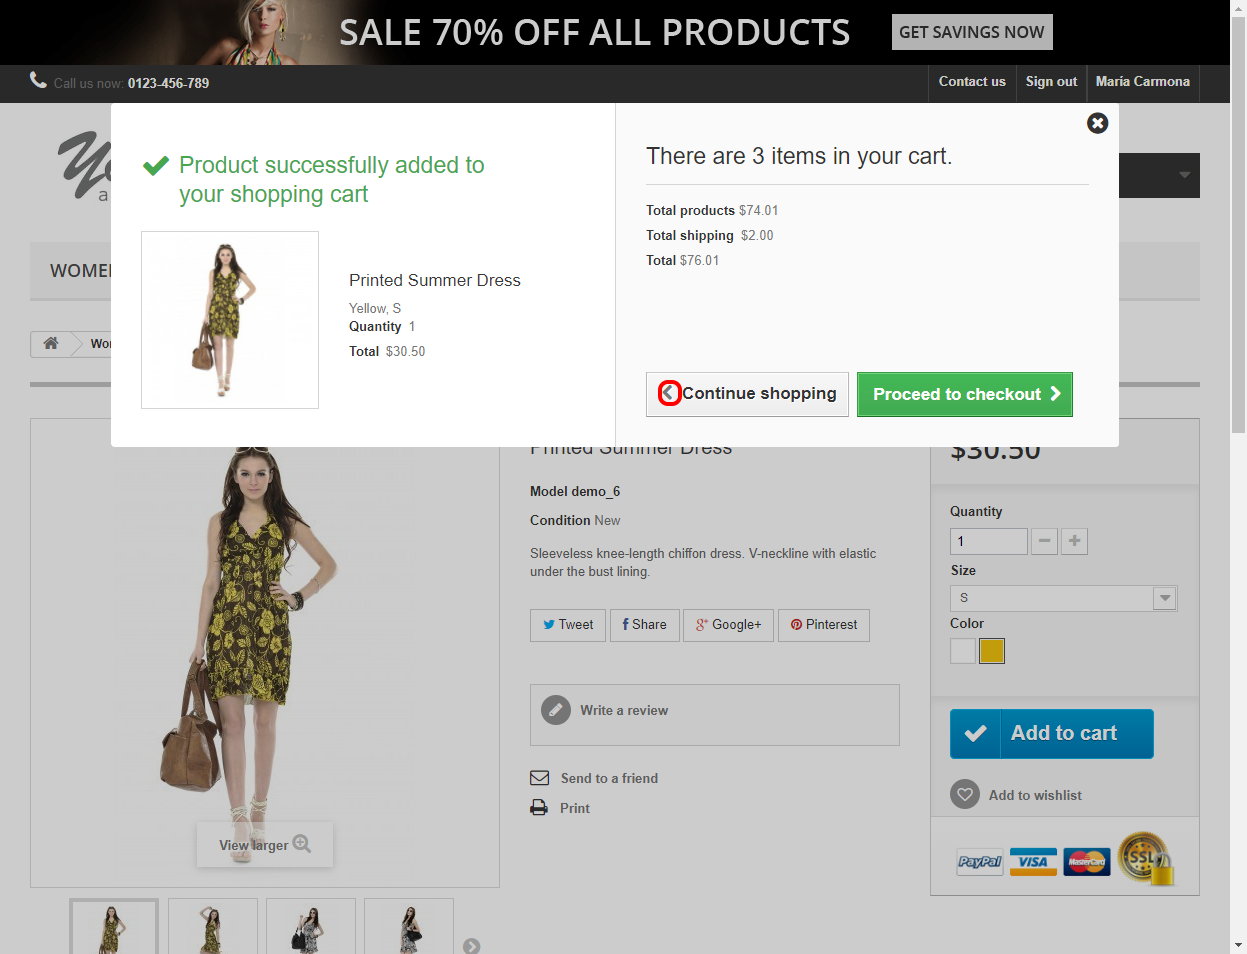 SALE 70% OFF ALL PRODUCTS
GET SAVINGS NOW
Call us now: 0123-456-789
Contact us
Sign out
María Carmona
Product successfully added to
your shopping cart
There are 3 items in your cart.
Total products $74.01
Total shipping $2.00
Total $76.01
Printed Summer Dress
Yellow, S
Quantity 1
Total $30.50
Continue shopping
Proceed to checkout
Printed Summer Dress
$30.50
Model demo_6
Condition New
Sleeveless knee-length chiffon dress. V-neckline with elastic
under the bust lining.
Tweet
Share
Google+
Pinterest
Write a review
Send to a friend
Print
View larger
Quantity
1
Size
S
Color
Add to cart
Add to wishlist
PayPal
VISA
MasterCard
SSL